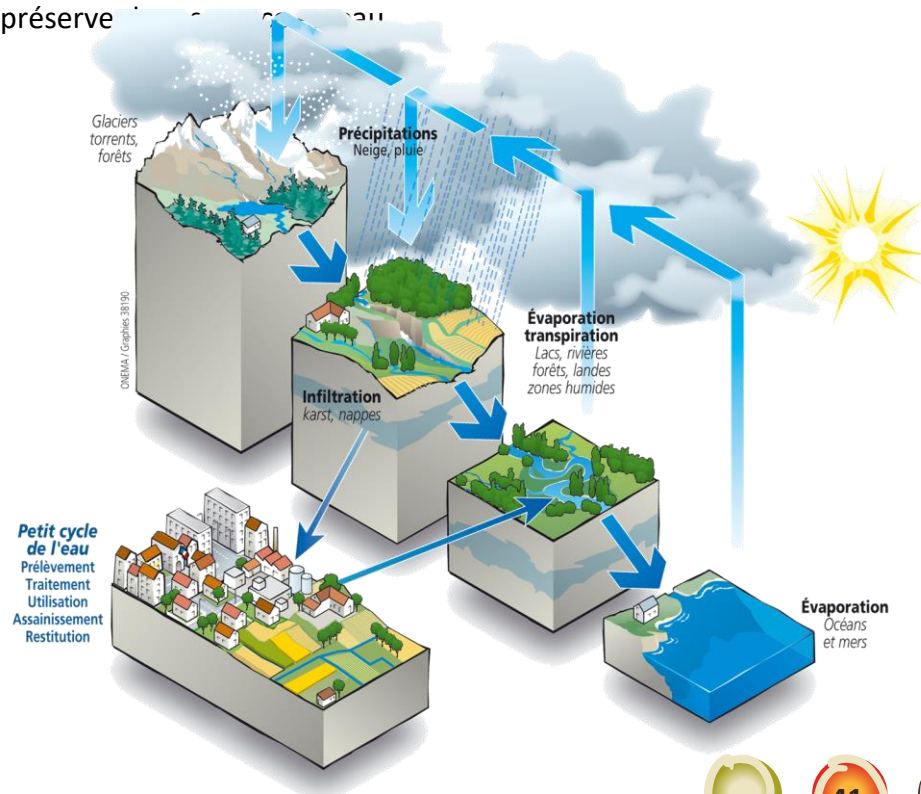 Glaciers
torrents,
forêts
Précipitations
Neige, pluie
ONEMA / Graphies 38190
Évaporation
transpiration
Lacs, rivières
forêts, landes
zones humides
Infiltration
karst, nappes
Petit cycle
de l'eau
Prélèvement
Traitement
Utilisation
Assainissement
Restitution
Évaporation
Océans
et mers